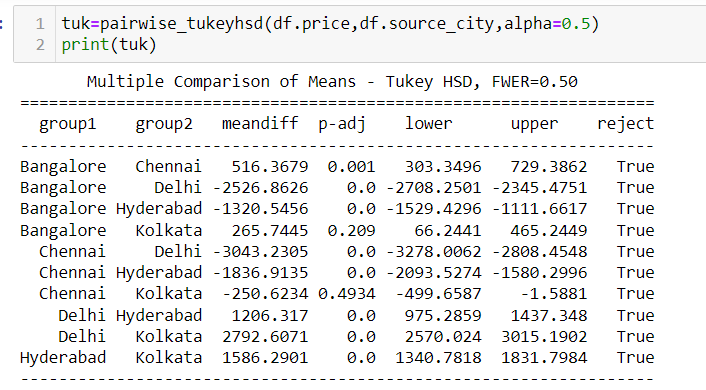 1 tuk=pairwise_tukeyhsd(df.price,df.source_city,alpha=0.5)
2 print(tuk)
Multiple Comparison of Means - Tukey HSD, FWER=0.50
==================================================================
group1 group2 meandiff p-adj lower upper reject
------------------------------------------------------------------
Bangalore Chennai 516.3679 0.001 303.3496 729.3862 True
Bangalore Delhi -2526.8626 0.0 -2708.2501 -2345.4751 True
Bangalore Hyderabad -1320.5456 0.0 -1529.4296 -1111.6617 True
Bangalore Kolkata 265.7445 0.209 66.2441 465.2449 True
Chennai Delhi -3043.2305 0.0 -3278.0062 -2808.4548 True
Chennai Hyderabad -1836.9135 0.0 -2093.5274 -1580.2996 True
Chennai Kolkata -250.6234 0.4934 -499.6587 -1.5881 True
Delhi Hyderabad 1206.317 0.0 975.2859 1437.348 True
Delhi Kolkata 2792.6071 0.0 2570.024 3015.1902 True
Hyderabad Kolkata 1586.2901 0.0 1340.7818 1831.7984 True
------------------------------------------------------------------